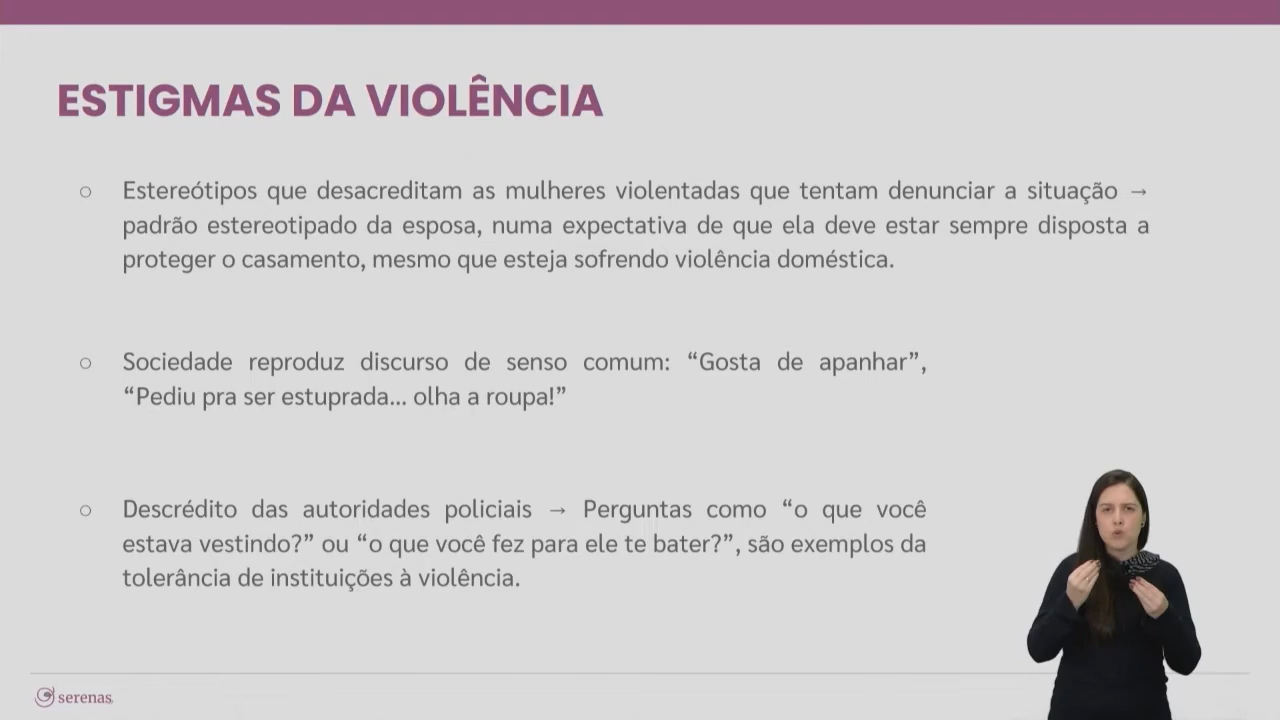 ESTIGMAS DA VIOLÊNCIA
○ Estereótipos que desacreditam as mulheres violentadas que tentam denunciar a situação →
padrão estereotipado da esposa, numa expectativa de que ela deve estar sempre disposta a
proteger o casamento, mesmo que esteja sofrendo violência doméstica.
○ Sociedade reproduz discurso de senso comum: “Gosta de apanhar”,
“Pediu pra ser estuprada... olha a roupa!”
○ Descrédito das autoridades policiais → Perguntas como “o que você
estava vestindo?” ou “o que você fez para ele te bater?”, são exemplos da
tolerância de instituições à violência.
serenas